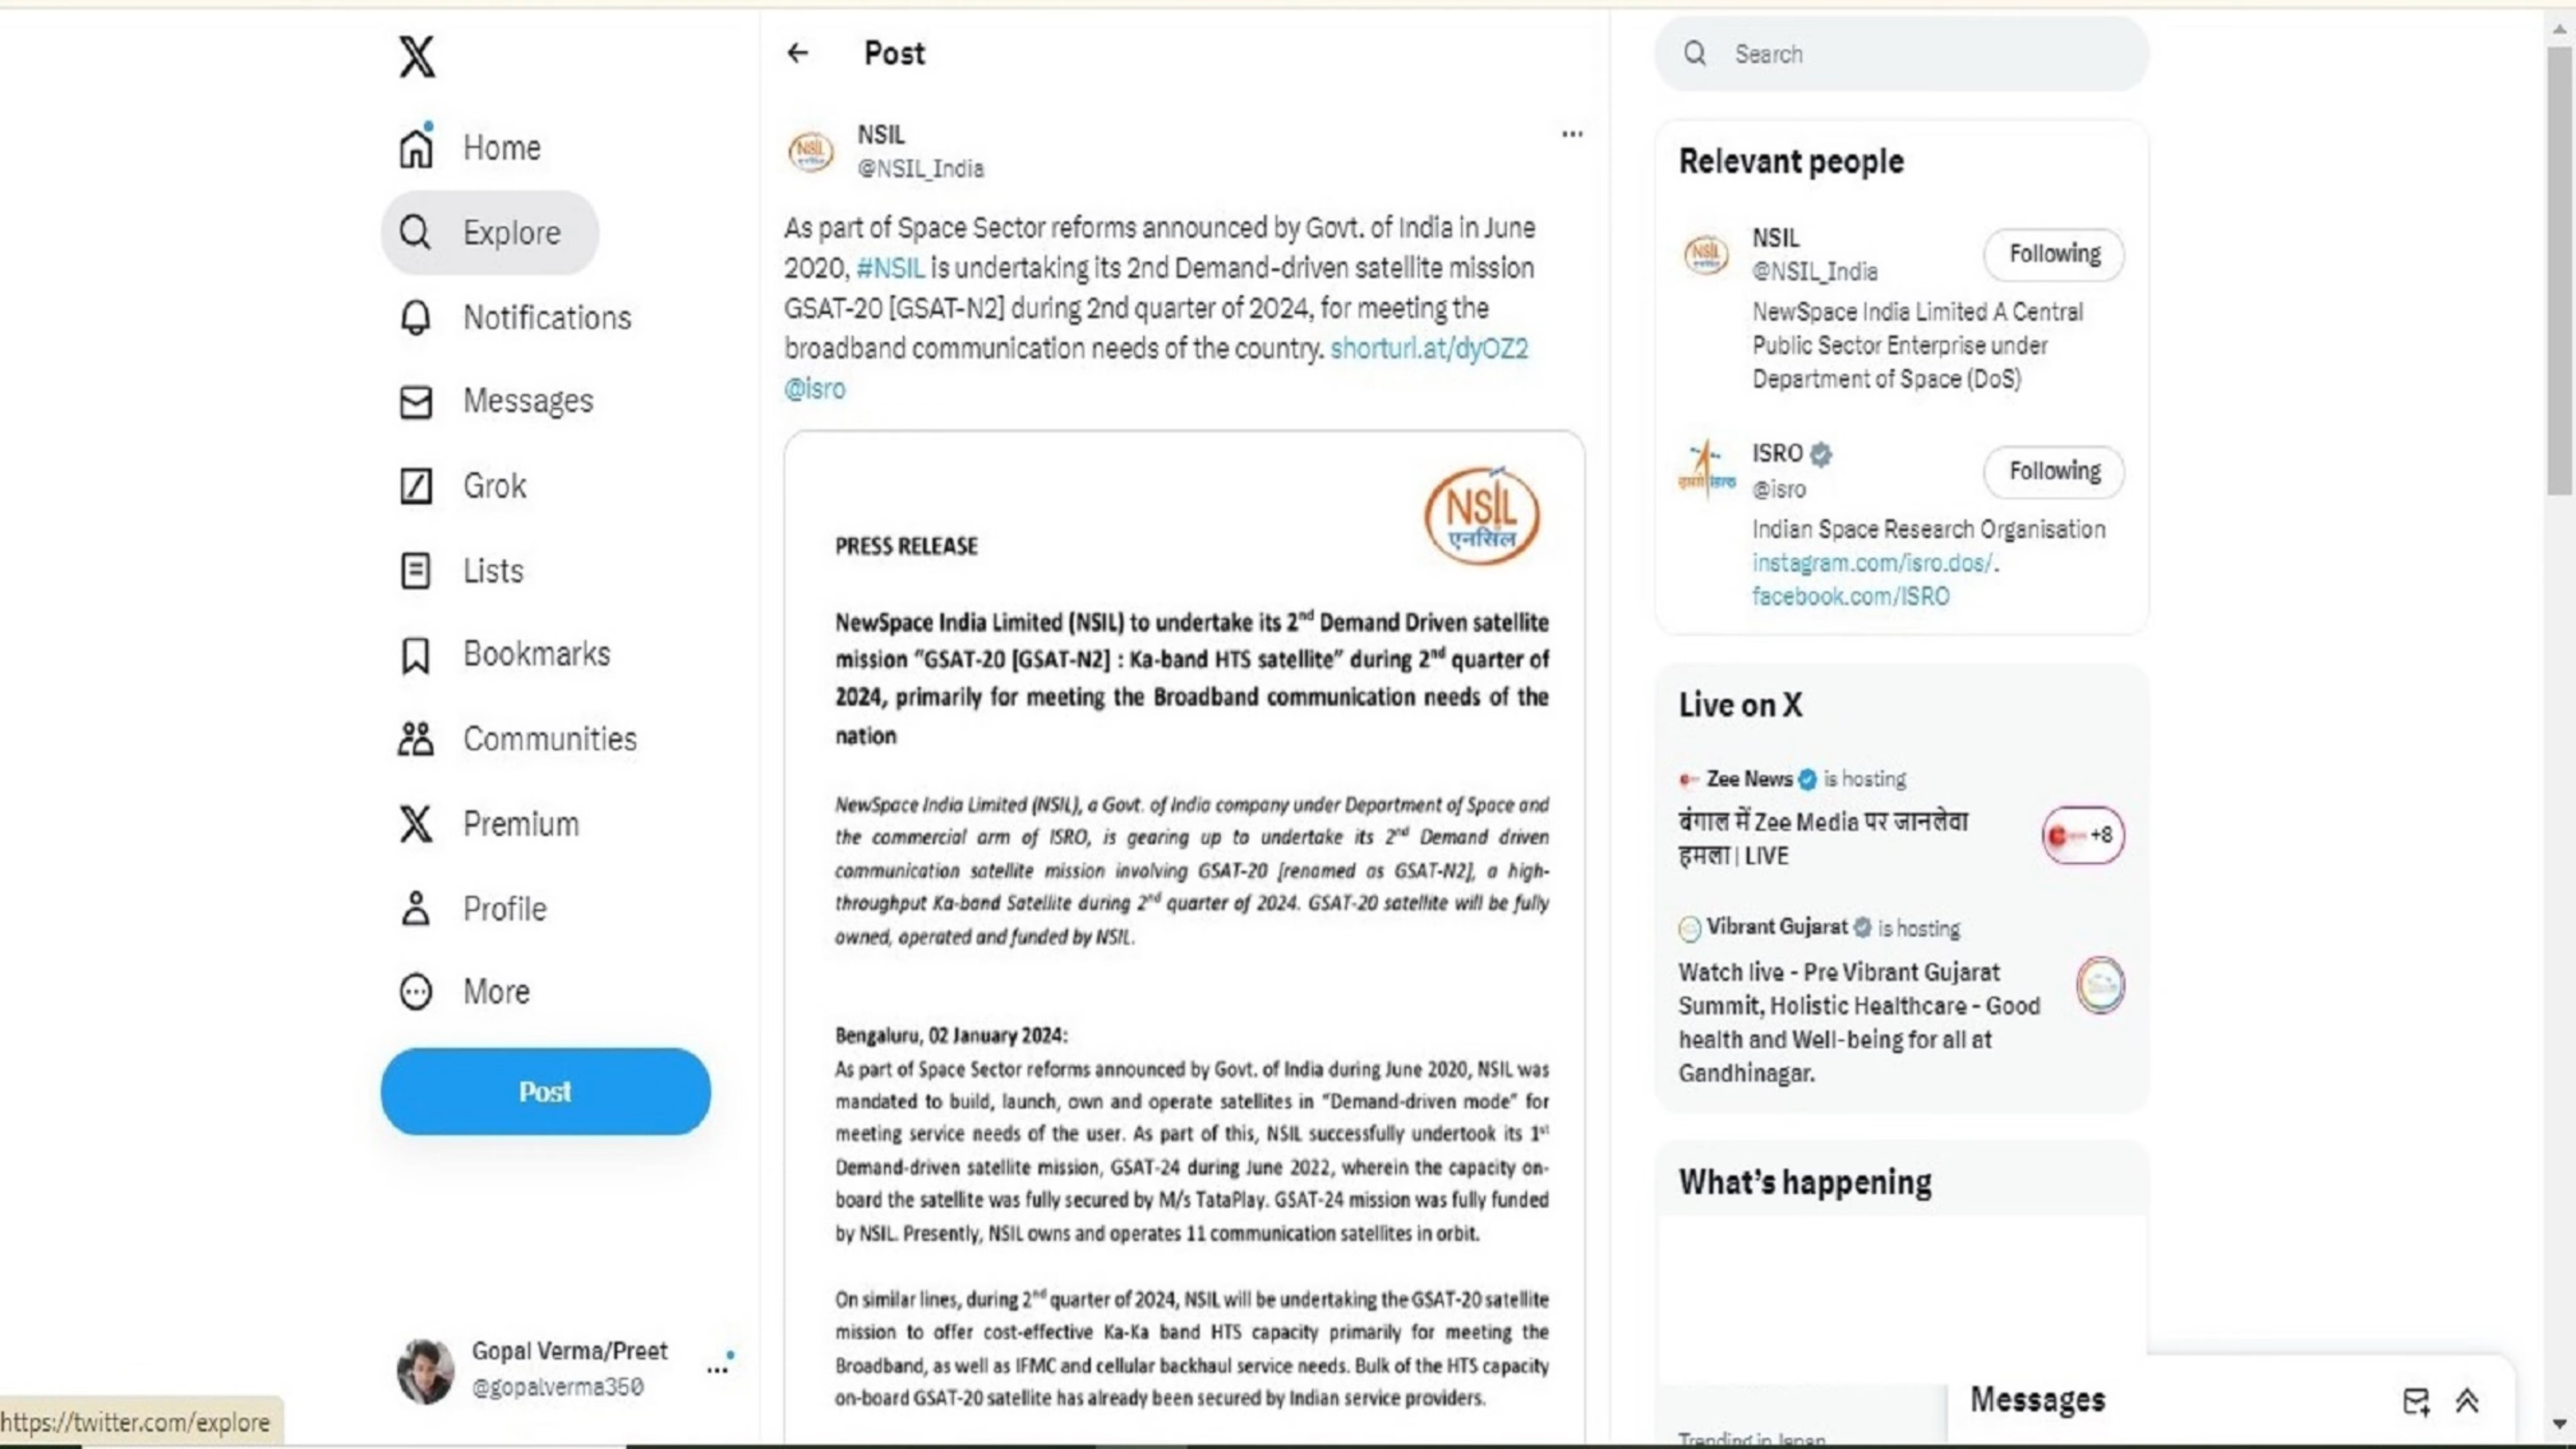 Home
Explore
Notifications
Messages
Grok
Lists
Bookmarks
Communities
Premium
Profile
More
Post
Gopal Verma/Preet
@gopalverma350
https://twitter.com/explore
Post
NSIL
@NSIL_India
As part of Space Sector reforms announced by Govt. of India in June
2020, #NSIL is undertaking its 2nd Demand-driven satellite mission
GSAT-20 [GSAT-N2] during 2nd quarter of 2024, for meeting the
broadband communication needs of the country. shorturl.at/dyOZ2
@isro
NSIL
एनसिल
PRESS RELEASE
NewSpace India Limited (NSIL) to undertake its 2nd Demand Driven satellite
mission "GSAT-20 [GSAT-N2] : Ka-band HTS satellite" during 2nd quarter of
2024, primarily for meeting the Broadband communication needs of the
nation
NewSpace India Limited (NSIL), a Govt. of India company under Department of Space and
the commercial arm of ISRO, is gearing up to undertake its 2nd Demand driven
communication satellite mission involving GSAT-20 [renamed as GSAT-N2], a high-
throughput Ka-band Satellite during 2nd quarter of 2024. GSAT-20 satellite will be fully
owned, operated and funded by NSIL.
Bengaluru, 02 January 2024:
As part of Space Sector reforms announced by Govt. of India during June 2020, NSIL was
mandated to build, launch, own and operate satellites in "Demand-driven mode" for
meeting service needs of the user. As part of this, NSIL successfully undertook its 1st
Demand-driven satellite mission, GSAT-24 during June 2022, wherein the capacity on-
board the satellite was fully secured by M/s TataPlay. GSAT-24 mission was fully funded
by NSIL. Presently, NSIL owns and operates 11 communication satellites in orbit.
On similar lines, during 2nd quarter of 2024, NSIL will be undertaking the GSAT-20 satellite
mission to offer cost-effective Ka-Ka band HTS capacity primarily for meeting the
Broadband, as well as IFMC and cellular backhaul service needs. Bulk of the HTS capacity
on-board GSAT-20 satellite has already been secured by Indian service providers.
Search
Relevant people
NSIL
@NSIL_India
Following
NewSpace India Limited A Central
Public Sector Enterprise under
Department of Space (DoS)
ISRO
@isro
Following
Indian Space Research Organisation
instagram.com/isro.dos/.
facebook.com/ISRO
Live on X
Zee News is hosting
बंगाल में Zee Media पर जानलेवा
हमला | LIVE
+8
Vibrant Gujarat is hosting
Watch live - Pre Vibrant Gujarat
Summit, Holistic Healthcare - Good
health and Well-being for all at
Gandhinagar.
What's happening
Trending in Japan
Messages